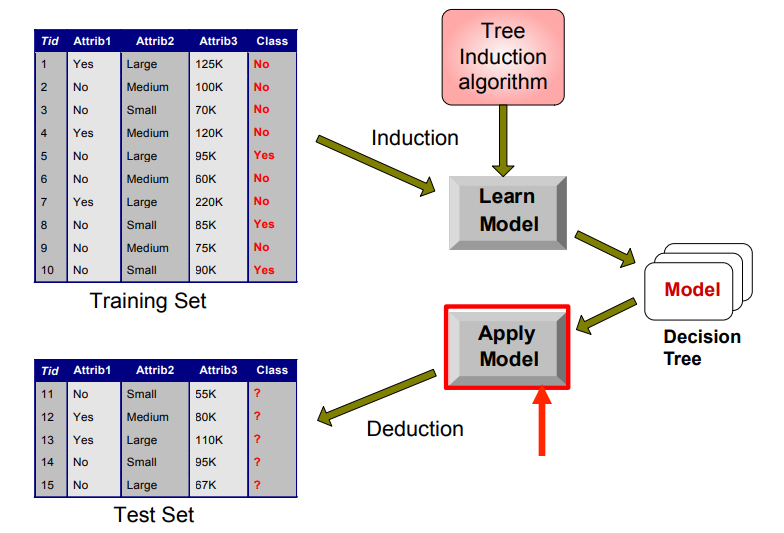 Tid Attrib1 Attrib2 Attrib3 Class
1 Yes Large 125K No
2 No Medium 100K No
3 No Small 70K No
4 Yes Medium 120K No
5 No Large 95K Yes
6 No Medium 60K No
7 Yes Large 220K No
8 No Small 85K Yes
9 No Medium 75K No
10 No Small 90K Yes
Training Set
Tree
Induction
algorithm
Induction
Learn
Model
Model
Decision
Tree
Apply
Model
Deduction
Tid Attrib1 Attrib2 Attrib3 Class
11 No Small 55K ?
12 Yes Medium 80K ?
13 Yes Large 110K ?
14 No Small 95K ?
15 No Large 67K ?
Test Set